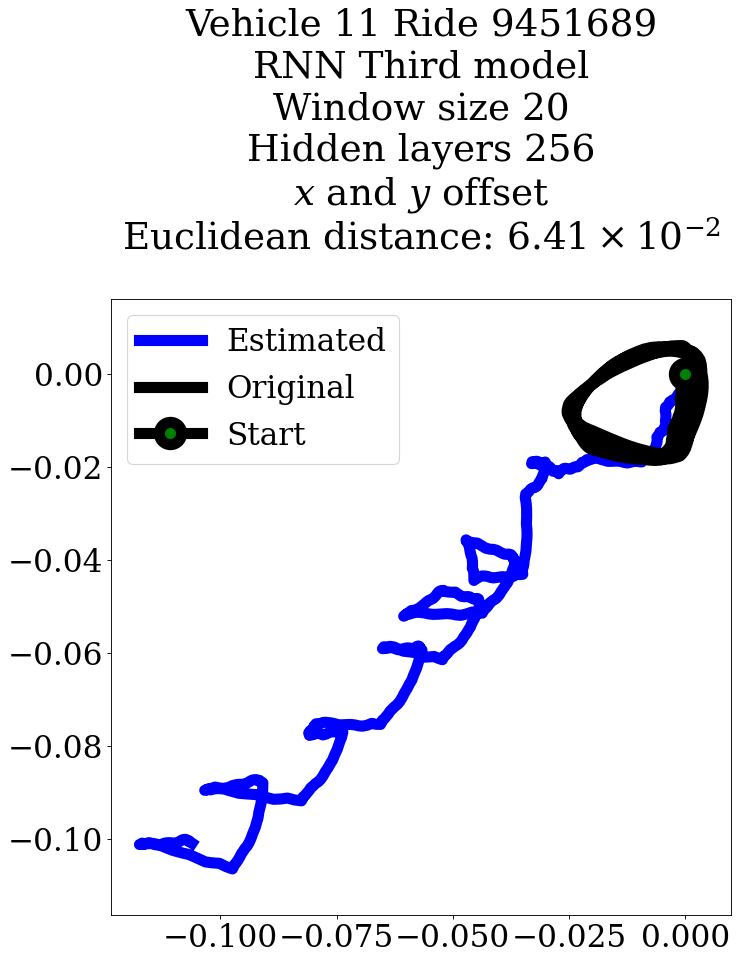 Vehicle 11 Ride 9451689
RNN Third model
Window size 20
Hidden layers 256
x and y offset
Euclidean distance: 6.41 × 10⁻²
Estimated
Original
Start
0.00
−0.02
−0.04
−0.06
−0.08
−0.10
−0.100 −0.075 −0.050 −0.025 0.000